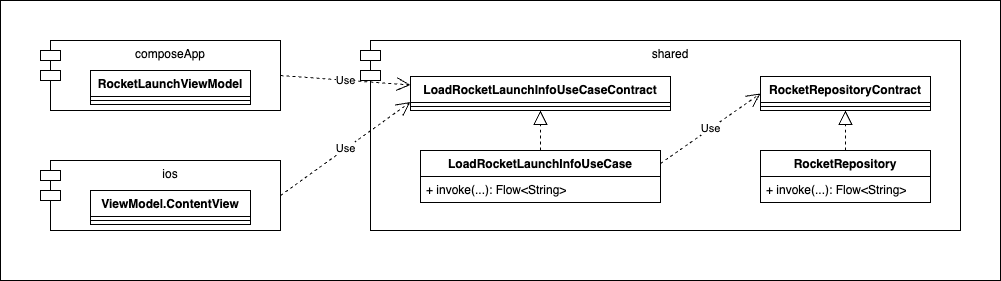 composeApp
RocketLaunchViewModel
Use
ios
ViewModel.ContentView
Use
shared
LoadRocketLaunchInfoUseCaseContract
RocketRepositoryContract
Use
LoadRocketLaunchInfoUseCase
+ invoke(...): Flow<String>
RocketRepository
+ invoke(...): Flow<String>